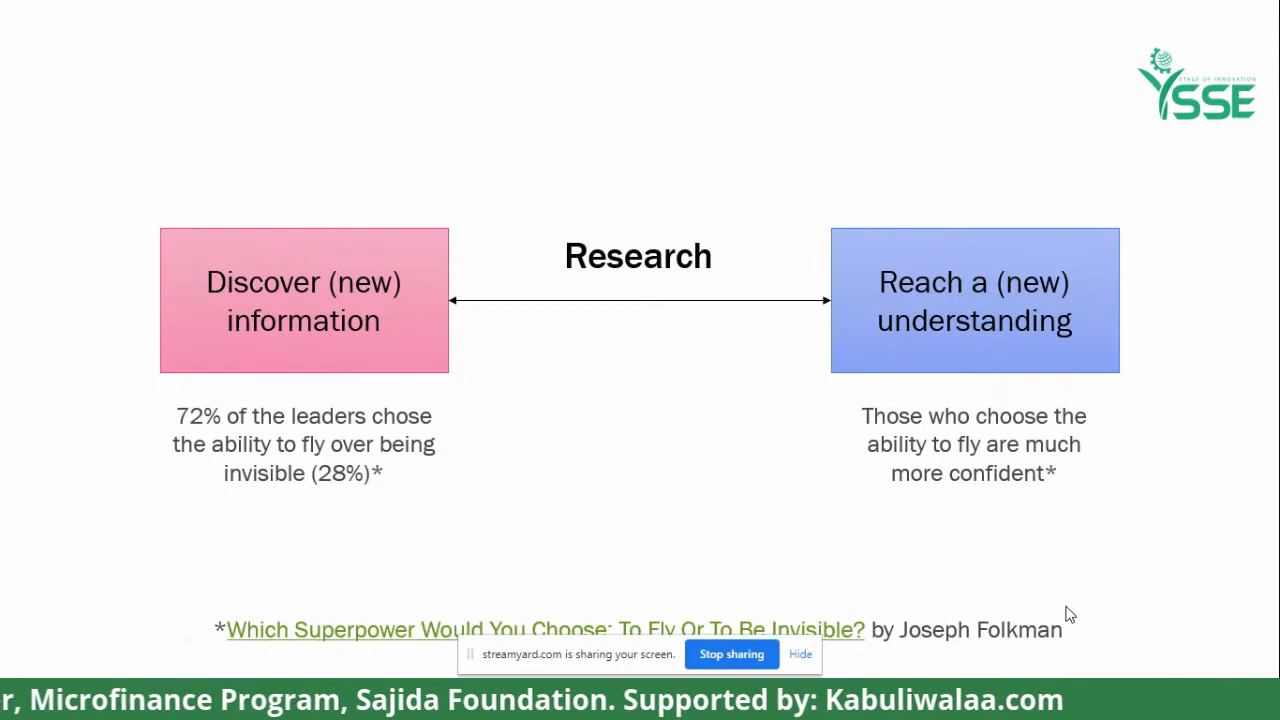 STAGE OF INNOVATION
YSSE
Research
Discover (new)
information
Reach a (new)
understanding
72% of the leaders chose
the ability to fly over being
invisible (28%)*
Those who choose the
ability to fly are much
more confident*
*Which Superpower Would You Choose: To Fly Or To Be Invisible? by Joseph Folkman
streamyard.com is sharing your screen. Stop sharing Hide
r, Microfinance Program, Sajida Foundation. Supported by: Kabuliwalaa.com